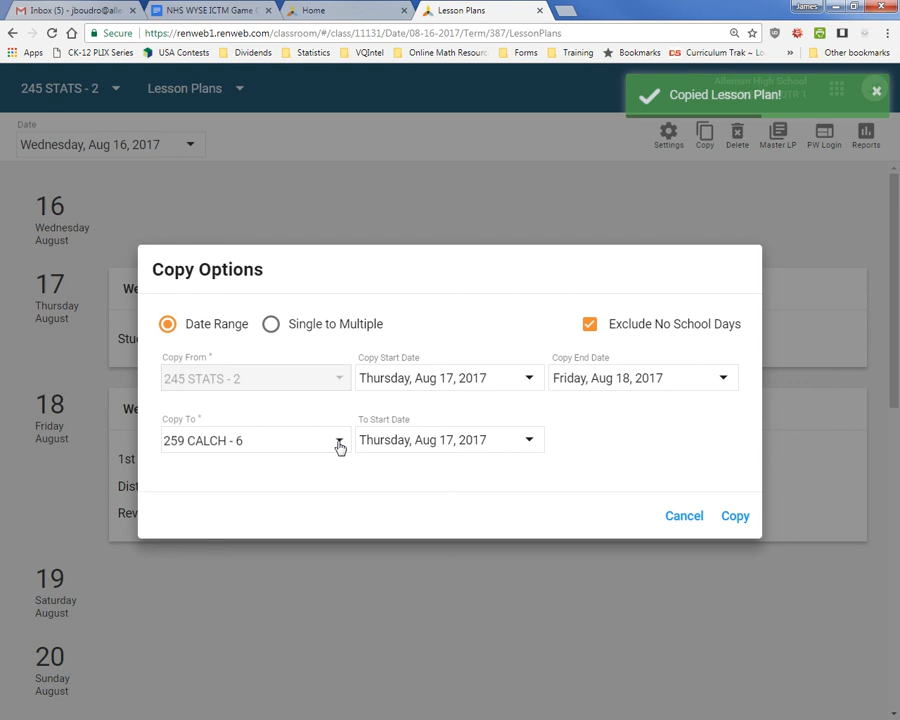 James
Inbox (5) - jboudro@alle
NHS WYSE ICTM Game C
Home
Lesson Plans
Secure
https://renweb1.renweb.com/classroom/#/class/11131/Date/08-16-2017/Term/387/LessonPlans
Apps
CK-12 PLIX Series
USA Contests
Dividends
Statistics
VQIntel
Online Math Resourc
Forms
Training
Bookmarks
Curriculum Trak ~ Lo
»
Other bookmarks
245 STATS - 2
Lesson Plans
Copied Lesson Plan!
Date
Wednesday, Aug 16, 2017
Settings
Copy
Delete
Master LP
PW Login
Reports
16
Wednesday
August
17
Thursday
August
We
Stu
18
Friday
August
We
1st
Dist
Rev
19
Saturday
August
20
Sunday
August
Copy Options
Date Range
Single to Multiple
Exclude No School Days
Copy From *
245 STATS - 2
Copy Start Date
Thursday, Aug 17, 2017
Copy End Date
Friday, Aug 18, 2017
Copy To *
259 CALCH - 6
To Start Date
Thursday, Aug 17, 2017
Cancel
Copy